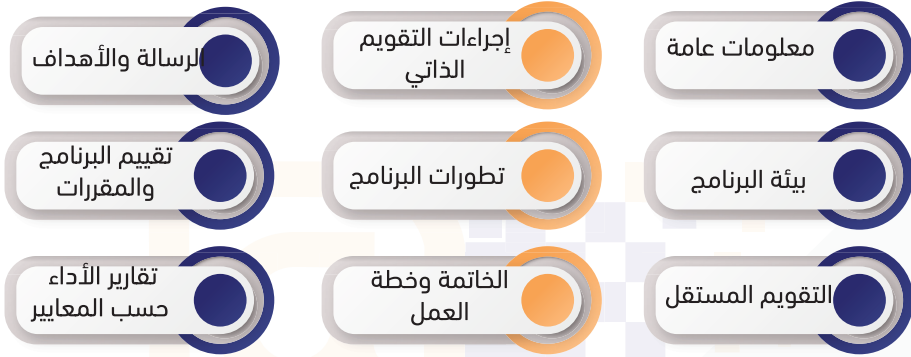 معلومات عامة
إجراءات التقويم
الذاتي
الرسالة والأهداف
بيئة البرنامج
تطورات البرنامج
تقييم البرنامج
والمقررات
التقويم المستقل
الخاتمة وخطة
العمل
تقارير الأداء
حسب المعايير